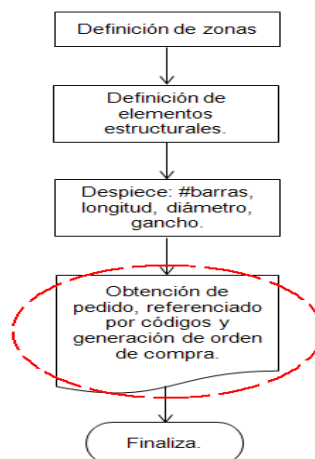 Definición de zonas
Definición de
elementos
estructurales.
Despiece: #barras,
longitud, diámetro,
gancho.
Obtención de
pedido, referenciado
por códigos y
generación de orden
de compra.
Finaliza.